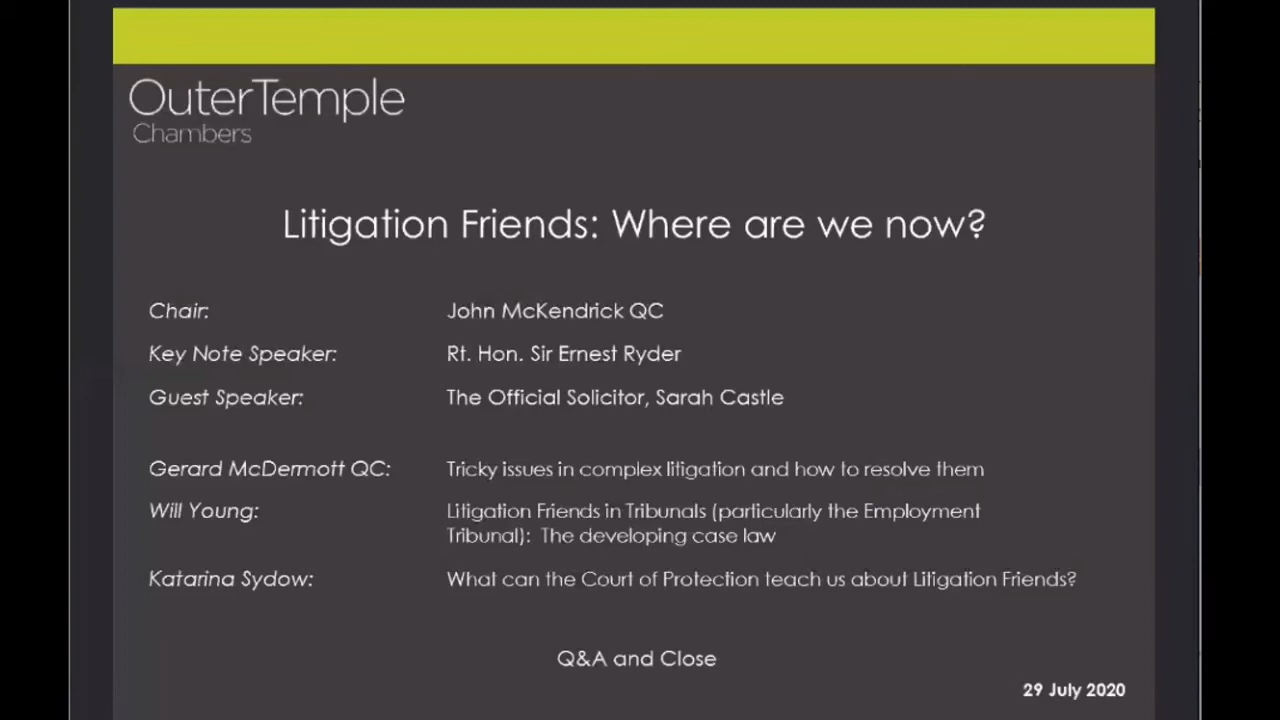 OuterTemple
Chambers
Litigation Friends: Where are we now?
Chair: John McKendrick QC
Key Note Speaker: Rt. Hon. Sir Ernest Ryder
Guest Speaker: The Official Solicitor, Sarah Castle
Gerard McDermott QC: Tricky issues in complex litigation and how to resolve them
Will Young: Litigation Friends in Tribunals (particularly the Employment
Tribunal): The developing case law
Katarina Sydow: What can the Court of Protection teach us about Litigation Friends?
Q&A and Close
29 July 2020